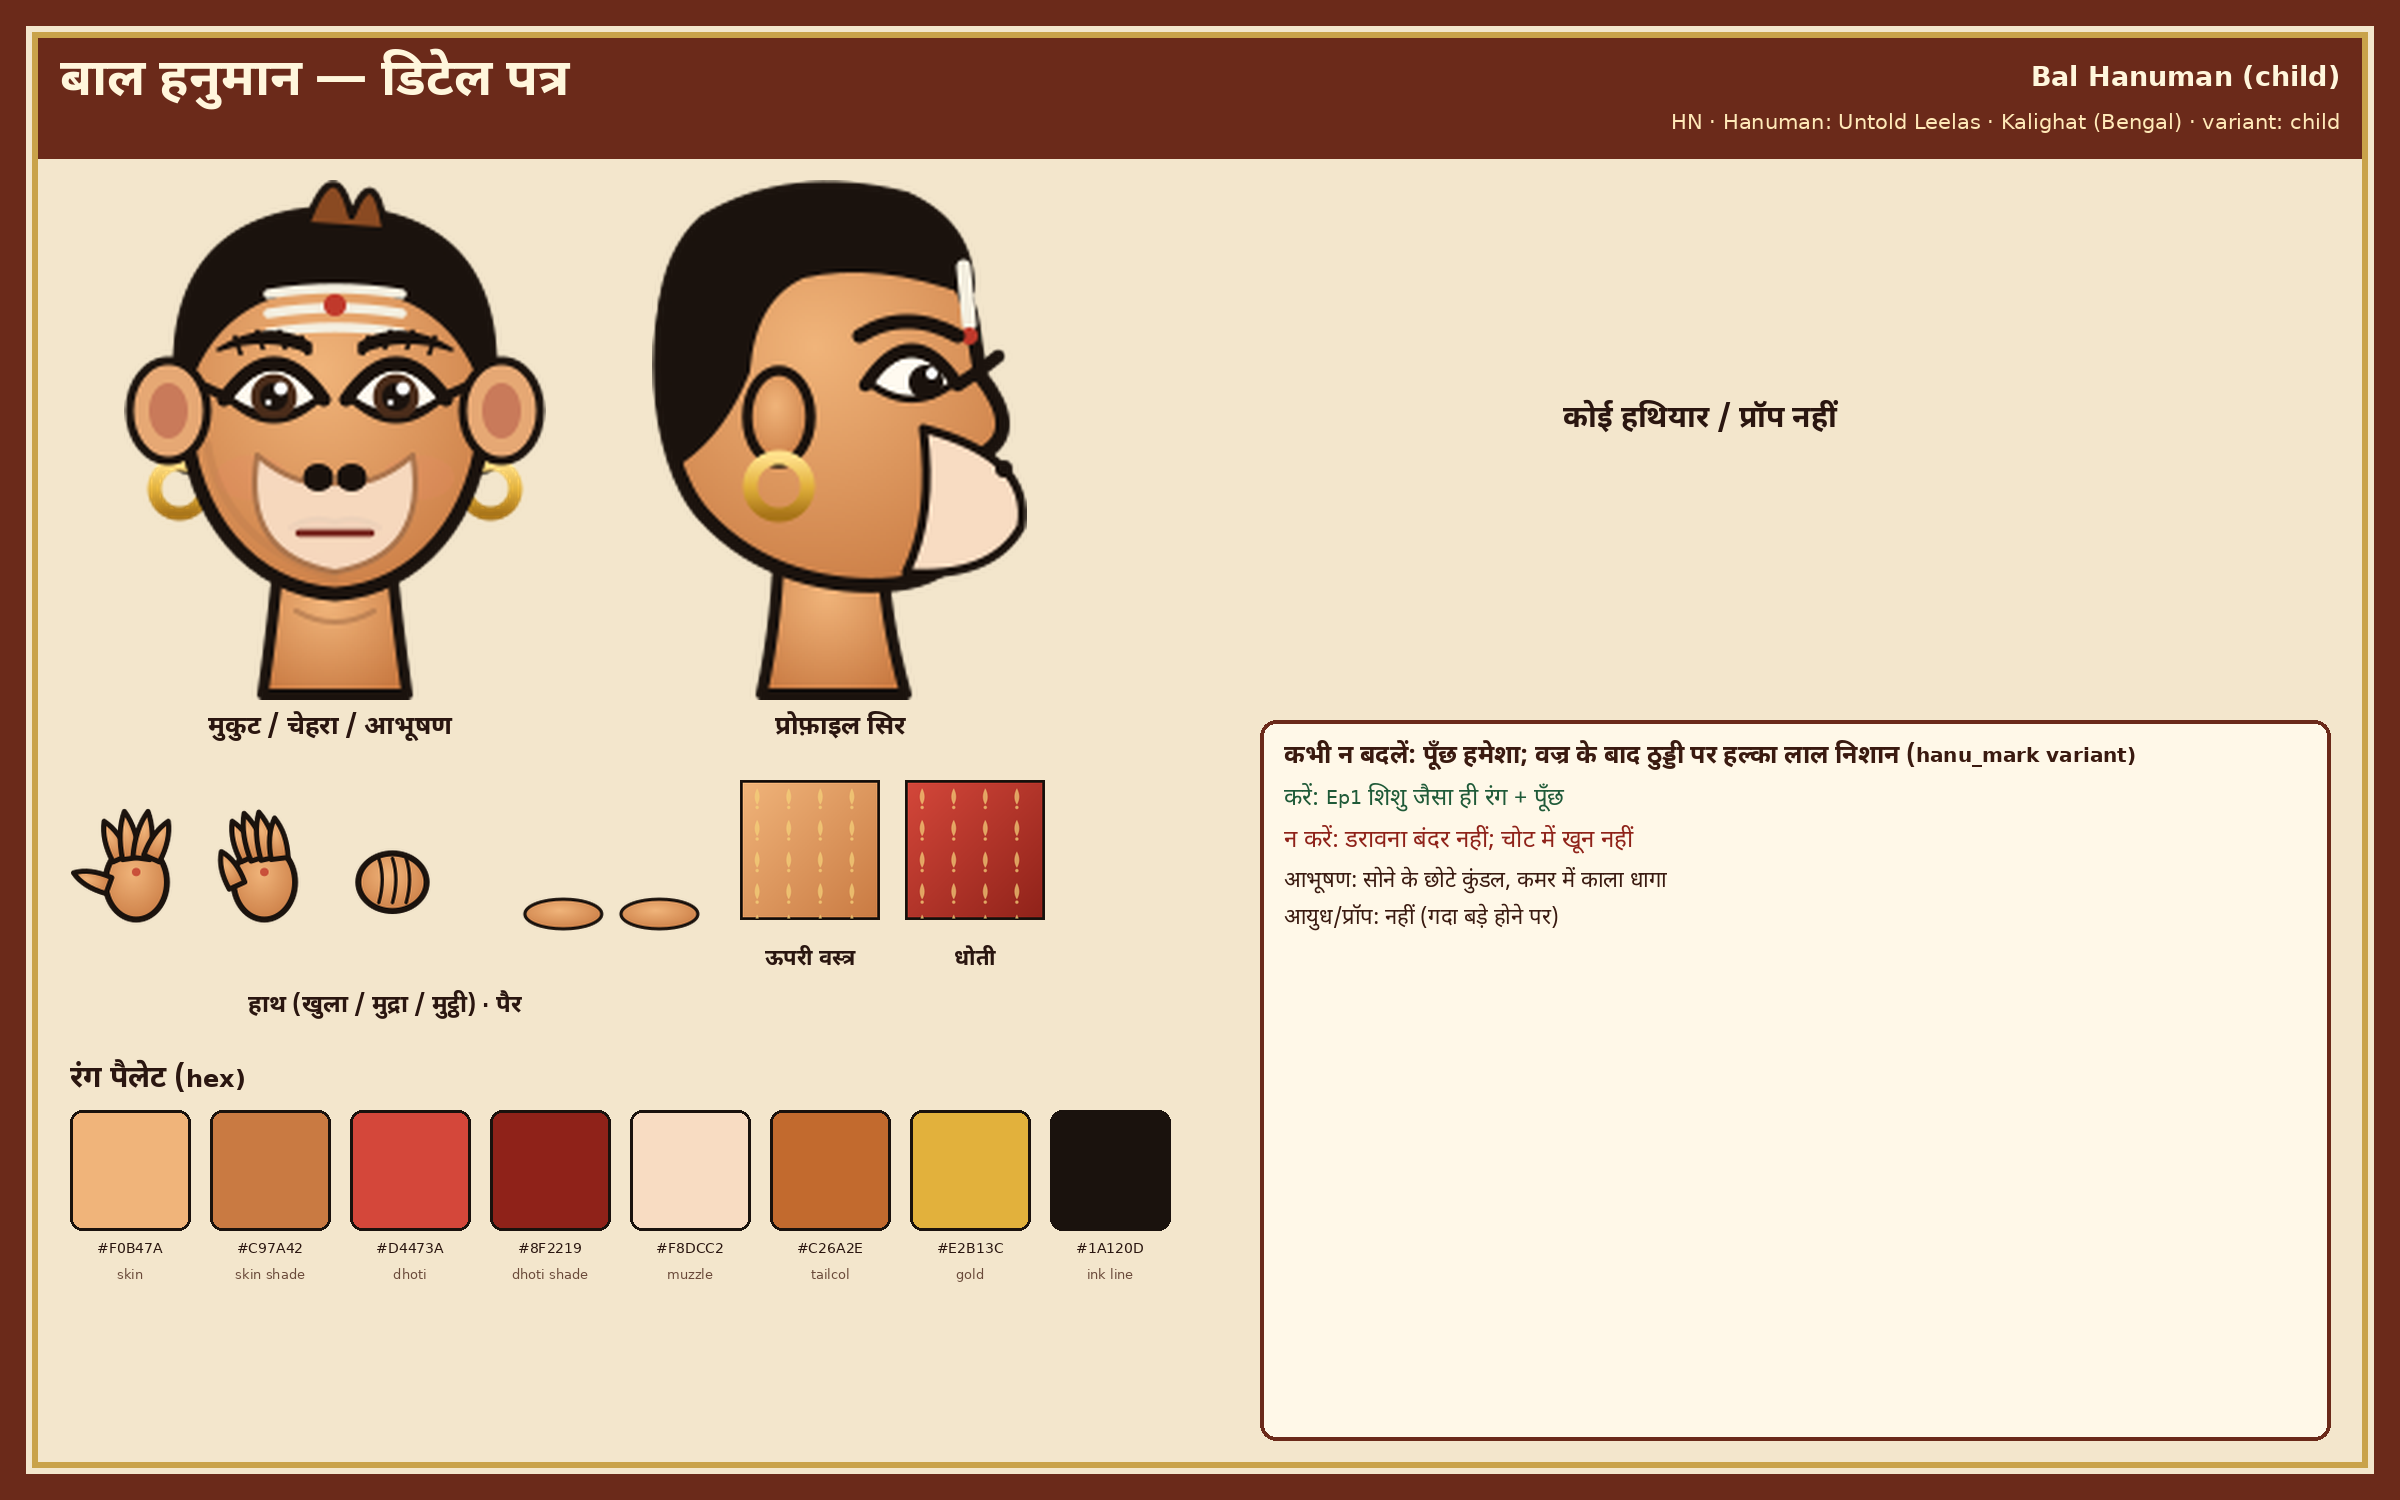 बाल हनुमान — डिटेल पत्र
Bal Hanuman (child)
HN · Hanuman: Untold Leelas · Kalighat (Bengal) · variant: child
कोई हथियार / प्रॉप नहीं
मुकुट / चेहरा / आभूषण
प्रोफ़ाइल सिर
ऊपरी वस्त्र
धोती
हाथ (खुला / मुद्रा / मुट्ठी) · पैर
रंग पैलेट (hex)
#F0B47A
#C97A42
#D4473A
#8F2219
#F8DCC2
#C26A2E
#E2B13C
#1A120D
skin
skin shade
dhoti
dhoti shade
muzzle
tailcol
gold
ink line
कभी न बदलें: पूँछ हमेशा; वज्र के बाद ठुड्डी पर हल्का लाल निशान (hanu_mark variant)
करें: Ep1 शिशु जैसा ही रंग + पूँछ
न करें: डरावना बंदर नहीं; चोट में खून नहीं
आभूषण: सोने के छोटे कुंडल, कमर में काला धागा
आयुध/प्रॉप: नहीं (गदा बड़े होने पर)